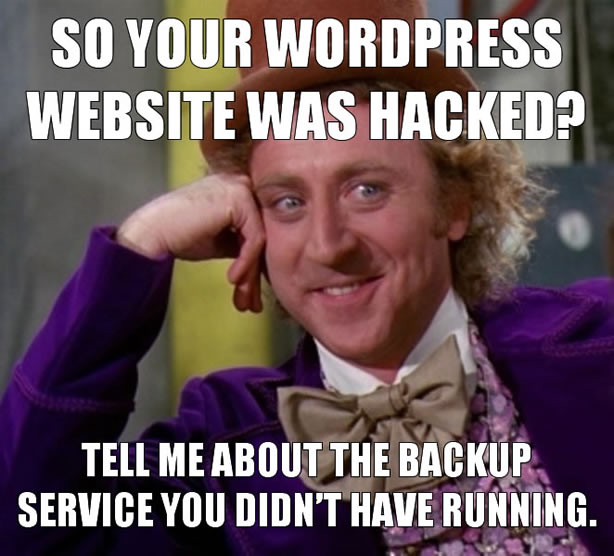 SO YOUR WORDPRESS
WEBSITE WAS HACKED?
TELL ME ABOUT THE BACKUP
SERVICE YOU DIDN'T HAVE RUNNING.